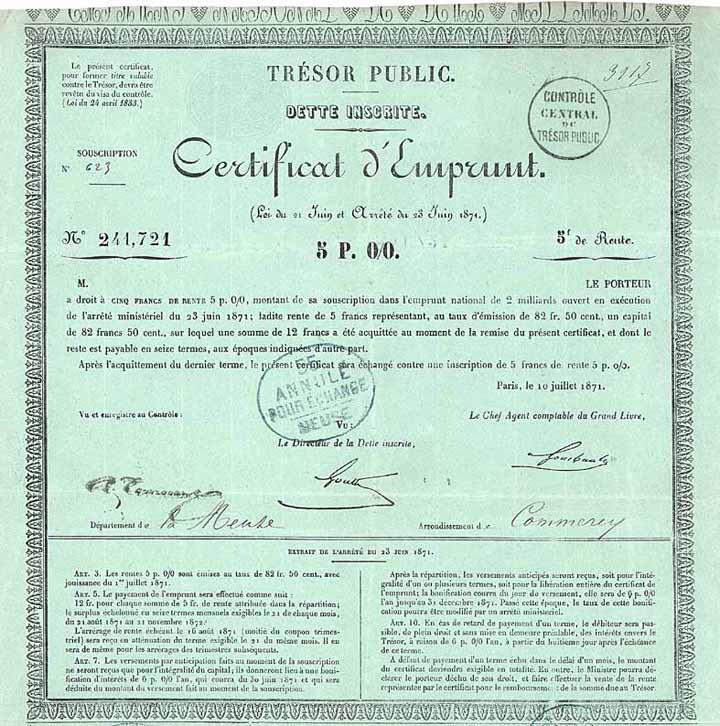 Le présent certificat,
pour former titre valable
contre le Trésor, devra être
revêtu du visa du contrôle.
(Loi du 24 avril 1833.)
TRÉSOR PUBLIC.
DETTE INSCRITE.
3117
CONTRÔLE
CENTRAL
DU
TRÉSOR PUBLIC
SOUSCRIPTION
N° 623
Certificat d'Emprunt.
(Loi du 21 Juin et Arrêté du 23 Juin 1871.)
N° 241,721
5 P. 0/0.
5f de Rente.
M. LE PORTEUR
a droit à CINQ FRANCS DE RENTE 5 p. 0/0, montant de sa souscription dans l'emprunt national de 2 milliards ouvert en exécution
de l'arrêté ministériel du 23 juin 1871; ladite rente de 5 francs représentant, au taux d'émission de 82 fr. 50 cent., un capital
de 82 francs 50 cent., sur lequel une somme de 12 francs a été acquittée au moment de la remise du présent certificat, et dont le
reste est payable en seize termes, aux époques indiquées d'autre part.
Après l'acquittement du dernier terme, le présent certificat sera échangé contre une inscription de 5 francs de rente 5 p. 0/0.
Paris, le 10 juillet 1871.
55
ANNULÉ
POUR ÉCHANGE
MEUSE
Vu et enregistré au Contrôle:
Vu:
Le Directeur de la Dette inscrite,
Le Chef Agent comptable du Grand Livre,
Département d e la Meuse
Arrondissement d e Commercy
EXTRAIT DE L'ARRÊTÉ DU 23 JUIN 1871.
ART. 3. Les rentes 5 p. 0/0 sont émises au taux de 82 fr. 50 cent., avec
jouissance du 1er juillet 1871.
ART. 5. Le payement de l'emprunt sera effectué comme suit:
12 fr. pour chaque somme de 5 fr. de rente attribuée dans la répartition;
le surplus échelonné en seize termes mensuels exigibles le 21 de chaque mois,
du 21 août 1871 au 21 novembre 1872.
L'arrérage de rente échéant le 16 août 1871 (moitié du coupon trimes-
triel) sera reçu en atténuation du terme exigible le 21 du même mois. Il en
sera de même pour les arrérages des trimestres subséquents.
ART. 7. Les versements par anticipation faits au moment de la souscription
ne seront reçus que pour l'intégralité du capital; ils donneront lieu à une boni-
fication d'intérêts de 6 p. 0/0 l'an, qui courra du 30 juin 1871 et qui sera
déduite du montant du versement fait au moment de la souscription.
Après la répartition, les versements anticipés seront reçus, soit pour l'inté-
gralité d'un ou plusieurs termes, soit pour la libération entière du certificat de
l'emprunt; la bonification courra du jour du versement, elle sera de 6 p. 0/0
l'an jusqu'au 31 décembre 1871. Passé cette époque, le taux de cette bonifi-
cation pourra être modifié par un arrêté ministériel.
ART. 10. En cas de retard de payement d'un terme, le débiteur sera pas-
sible, de plein droit et sans mise en demeure préalable, des intérêts envers le
Trésor, à raison de 6 p. 0/0 l'an, à partir du huitième jour après l'échéance
de ce terme.
A défaut de payement d'un terme échu dans le délai d'un mois, le montant
du certificat deviendra exigible en totalité. En outre, le Ministre pourra dé-
clarer le porteur déchu de son droit, et faire effectuer la vente de la rente
représentée par le certificat pour le rembourseme de la somme due au Trésor.